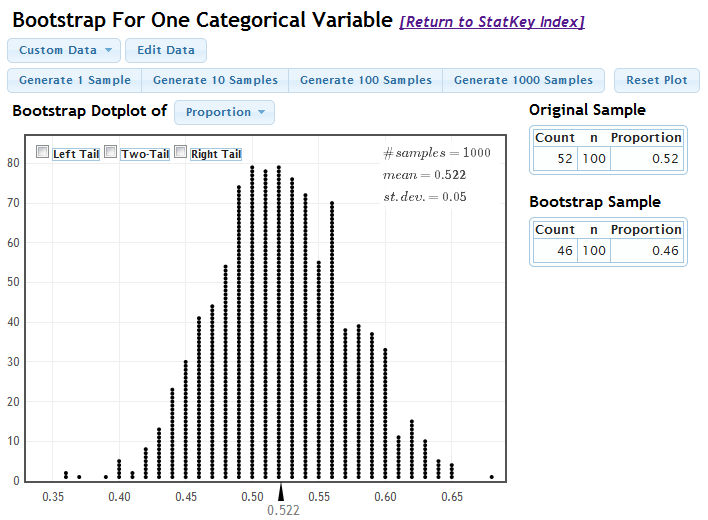 Bootstrap For One Categorical Variable [Return to StatKey Index]
Custom Data Edit Data
Generate 1 Sample Generate 10 Samples Generate 100 Samples Generate 1000 Samples Reset Plot
Bootstrap Dotplot of Proportion
Left Tail Two-Tail Right Tail
# samples = 1000
mean = 0.522
st.dev. = 0.05
80
70
60
50
40
30
20
10
0
0.35 0.40 0.45 0.50 0.55 0.60 0.65
0.522
Original Sample
Count n Proportion
52 100 0.52
Bootstrap Sample
Count n Proportion
46 100 0.46